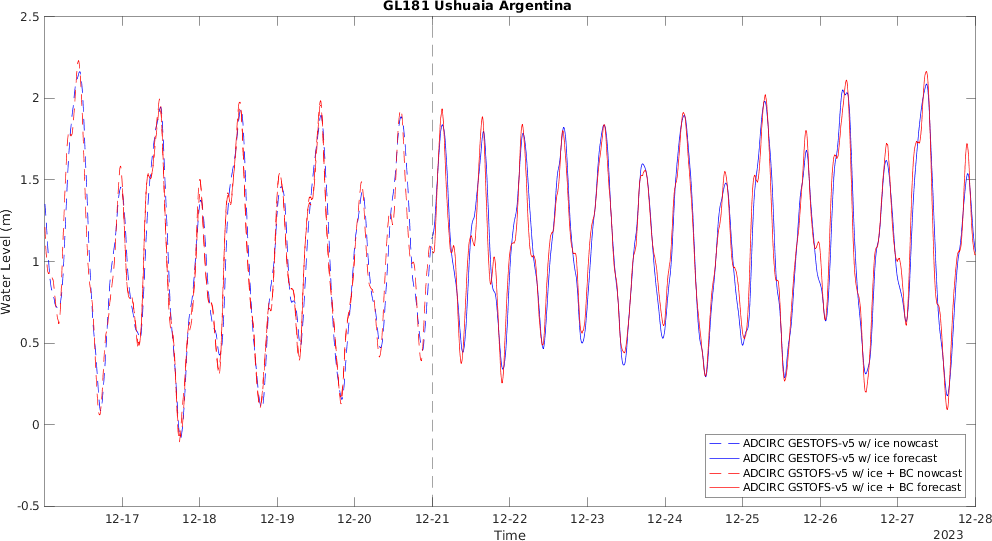 GL181 Ushuaia Argentina
2.5
2
1.5
1
0.5
0
-0.5
Water Level (m)
ADCIRC GESTOFS-v5 w/ ice nowcast
ADCIRC GESTOFS-v5 w/ ice forecast
ADCIRC GSTOFS-v5 w/ ice + BC nowcast
ADCIRC GSTOFS-v5 w/ ice + BC forecast
12-17 12-18 12-19 12-20 12-21 12-22 12-23 12-24 12-25 12-26 12-27 12-28
Time
2023